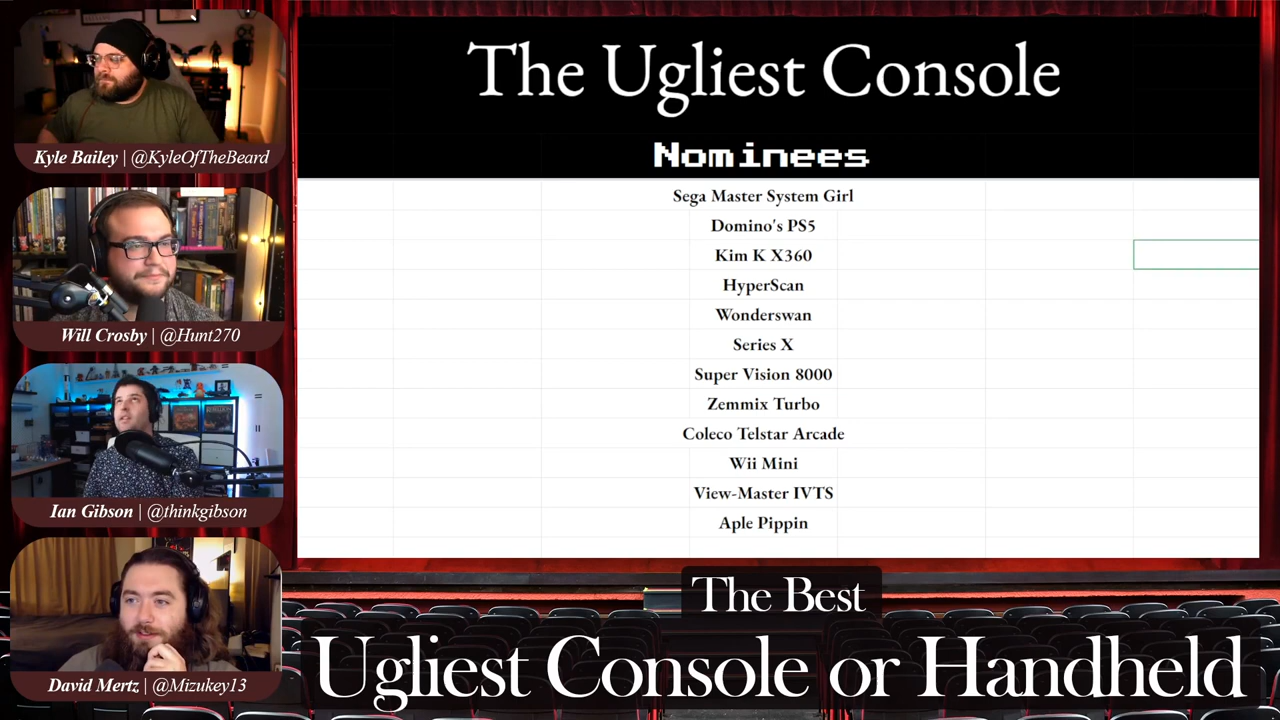 Kyle Bailey | @KyleOfTheBeard
Will Crosby | @Hunt270
Ian Gibson | @thinkgibson
David Mertz | @Mizukey13
The Ugliest Console
Nominees
Sega Master System Girl
Domino's PS5
Kim K X360
HyperScan
Wonderswan
Series X
Super Vision 8000
Zemmix Turbo
Coleco Telstar Arcade
Wii Mini
View-Master IVTS
Aple Pippin
The Best
Ugliest Console or Handheld